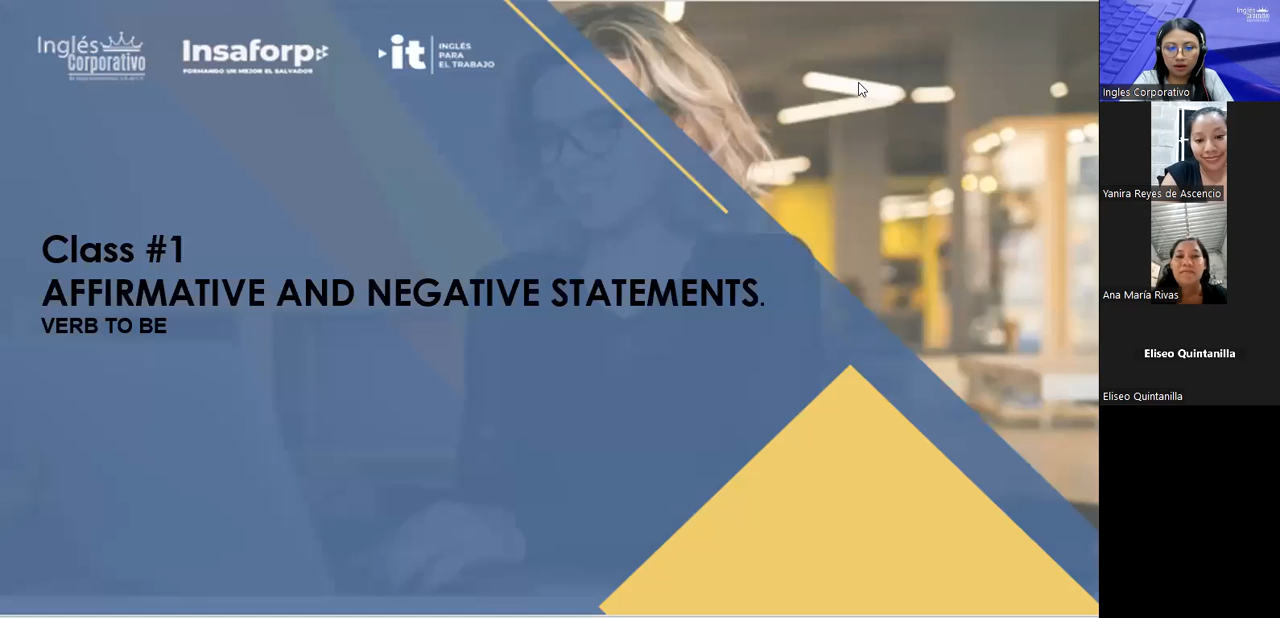 Inglés
Corporativo
Insaforp
FORMANDO UN MEJOR EL SALVADOR
it
INGLÉS
PARA
EL TRABAJO
Class #1
AFFIRMATIVE AND NEGATIVE STATEMENTS.
VERB TO BE
Ingles Corporativo
Yanira Reyes de Ascencio
Ana María Rivas
Eliseo Quintanilla
Eliseo Quintanilla